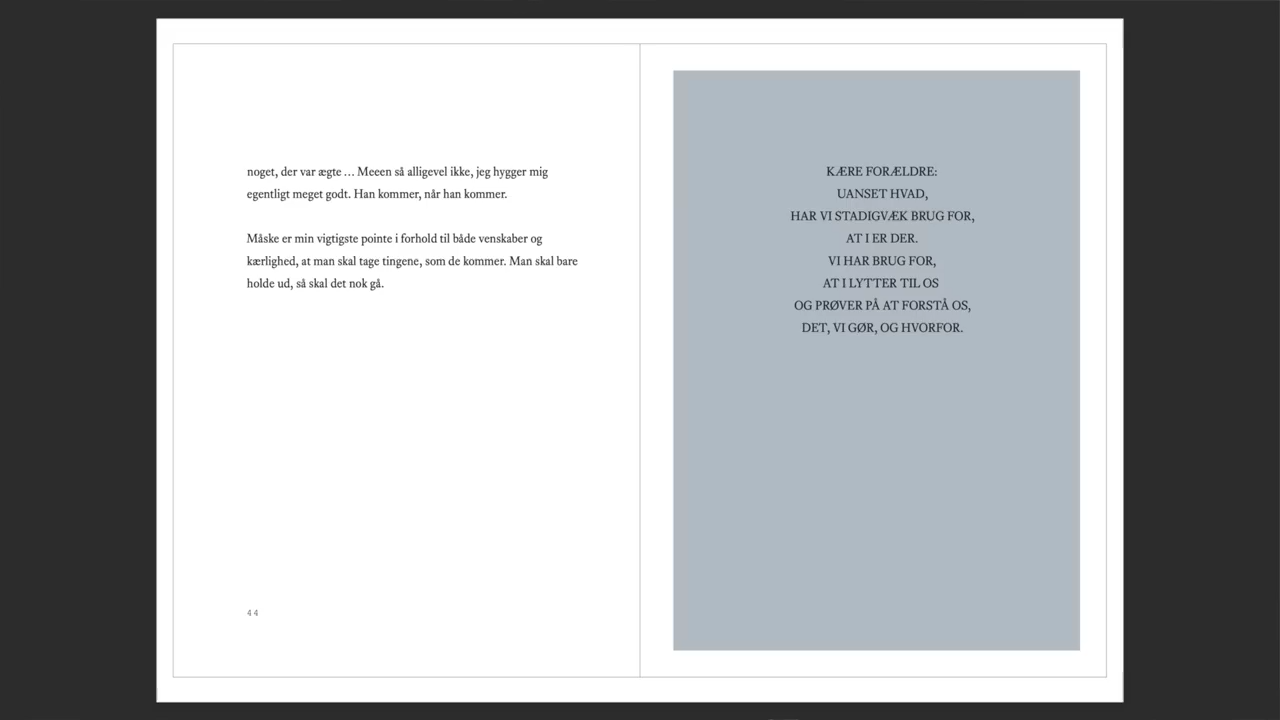 noget, der var ægte … Meeen så alligevel ikke, jeg hygger mig
egentligt meget godt. Han kommer, når han kommer.
Måske er min vigtigste pointe i forhold til både venskaber og
kærlighed, at man skal tage tingene, som de kommer. Man skal bare
holde ud, så skal det nok gå.
44
KÆRE FORÆLDRE:
UANSET HVAD,
HAR VI STADIGVÆK BRUG FOR,
AT I ER DER.
VI HAR BRUG FOR,
AT I LYTTER TIL OS
OG PRØVER PÅ AT FORSTÅ OS,
DET, VI GØR, OG HVORFOR.